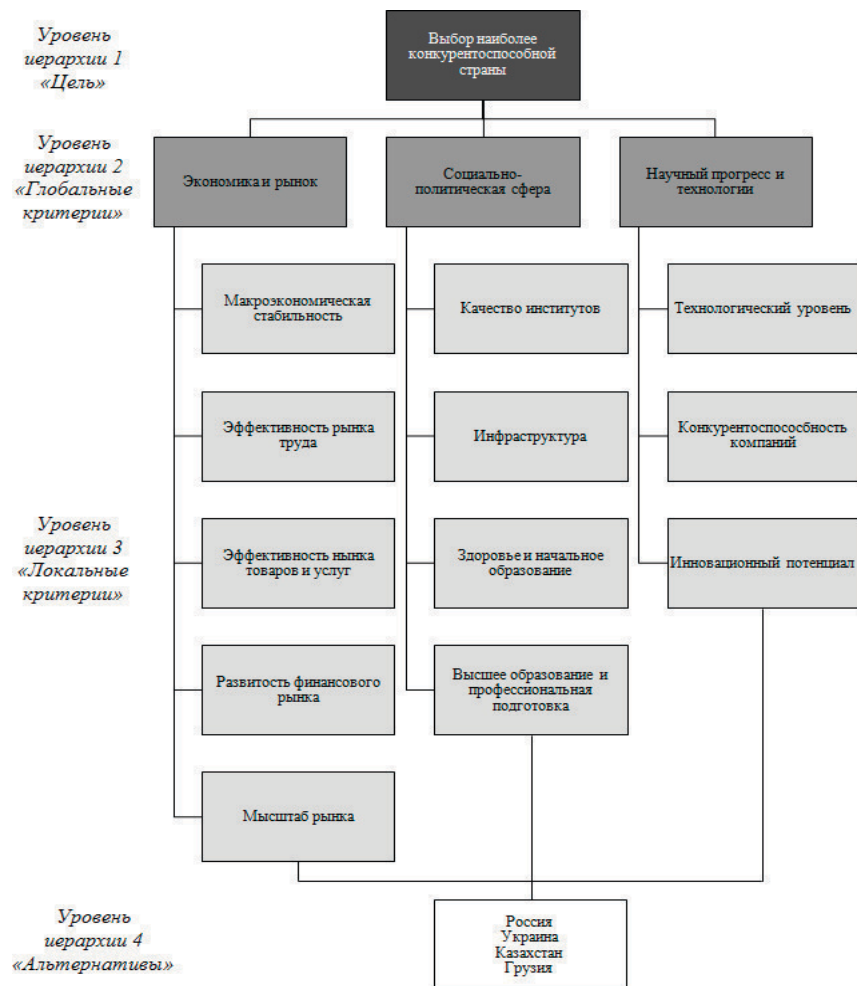 Уровень
иерархии 1
«Цель»
Выбор наиболее
конкурентоспособной
страны
Уровень
иерархии 2
«Глобальные
критерии»
Экономика и рынок
Социально-
политическая сфера
Научный прогресс и
технологии
Макроэкономическая
стабильность
Качество институтов
Технологический уровень
Эффективность рынка
труда
Инфраструктура
Конкурентоспособность
компаний
Уровень
иерархии 3
«Локальные
критерии»
Эффективность нынка
товаров и услуг
Здоровье и начальное
образование
Инновационный потенциал
Развитость финансового
рынка
Высшее образование и
профессиональная
подготовка
Мысштаб рынка
Уровень
иерархии 4
«Альтернативы»
Россия
Украина
Казахстан
Грузия